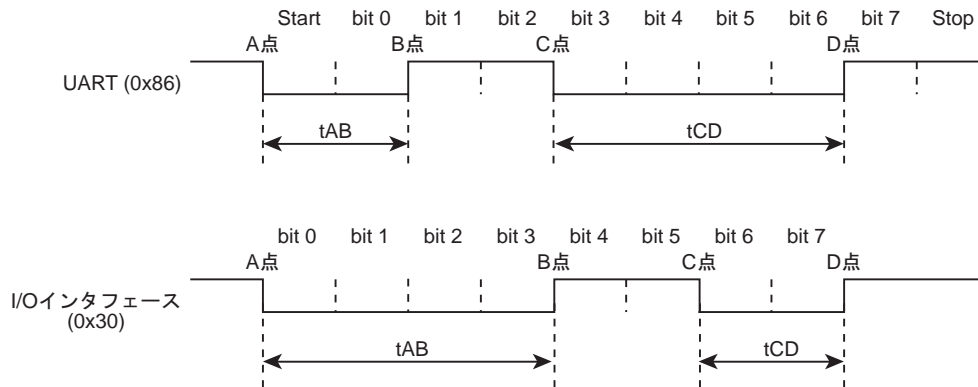 Start bit 0 bit 1 bit 2 bit 3 bit 4 bit 5 bit 6 bit 7 Stop
A点 B点 C点 D点
UART (0x86)
tAB tCD
bit 0 bit 1 bit 2 bit 3 bit 4 bit 5 bit 6 bit 7
A点 B点 C点 D点
I/Oインタフェース
(0x30)
tAB tCD